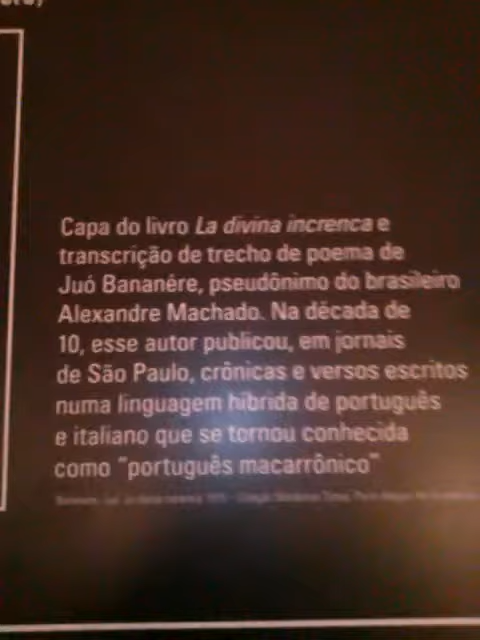 Capa do livro La divina increnca e
transcrição de trecho de poema de
Juó Bananére, pseudônimo do brasileiro
Alexandre Machado. Na década de
10, esse autor publicou, em jornais
de São Paulo, crônicas e versos escritos
numa linguagem híbrida de português
e italiano que se tornou conhecida
como "português macarrônico"